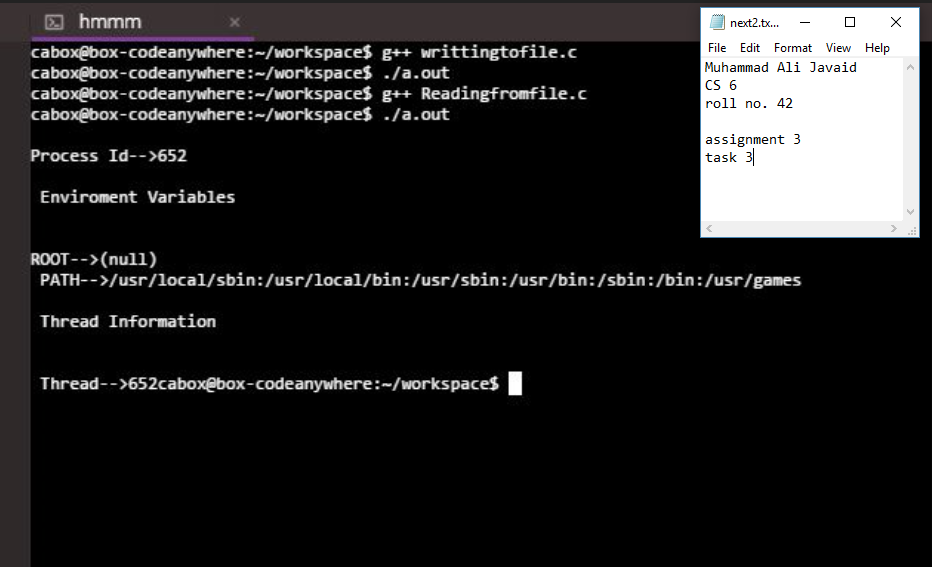 hmmm
cabox@box-codeanywhere:~/workspace$ g++ writtingtofile.c
cabox@box-codeanywhere:~/workspace$ ./a.out
cabox@box-codeanywhere:~/workspace$ g++ Readingfromfile.c
cabox@box-codeanywhere:~/workspace$ ./a.out
Process Id-->652
Enviroment Variables
ROOT-->(null)
PATH-->/usr/local/sbin:/usr/local/bin:/usr/sbin:/usr/bin:/sbin:/bin:/usr/games
Thread Information
Thread-->652cabox@box-codeanywhere:~/workspace$
next2.tx...
File Edit Format View Help
Muhammad Ali Javaid
CS 6
roll no. 42
assignment 3
task 3